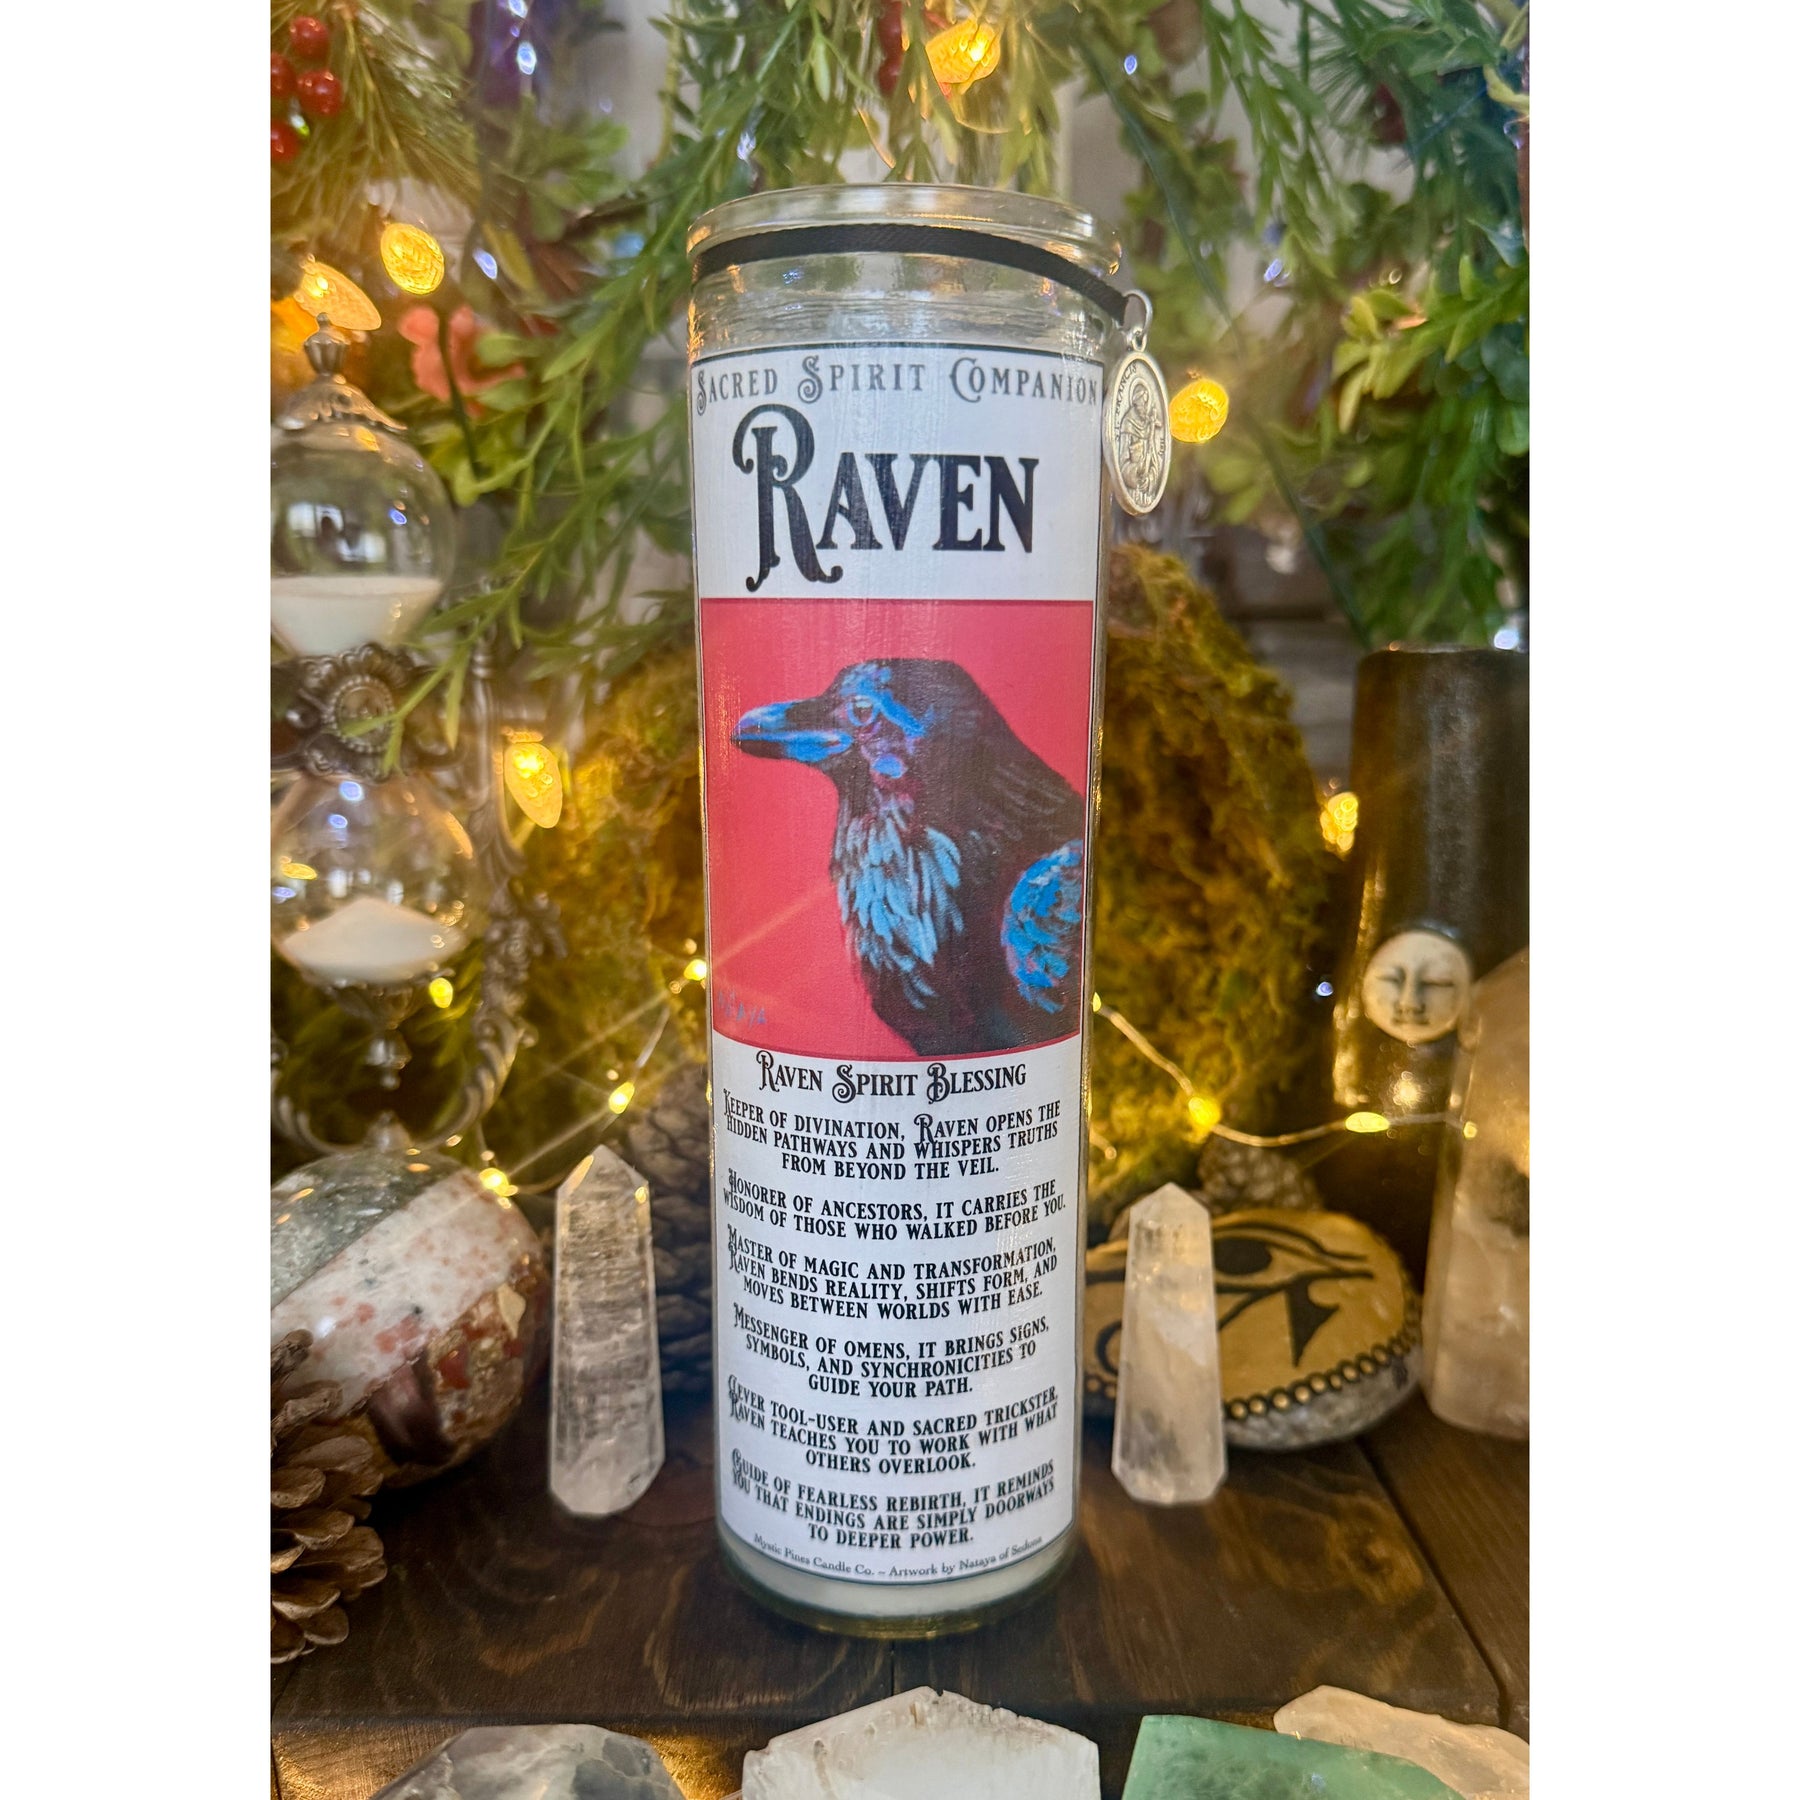 Sacred Spirit Companion
Raven
Raven Spirit Blessing
Keeper of divination, Raven opens the
hidden pathways and whispers truths
from beyond the veil.
Honorer of ancestors, it carries the
wisdom of those who walked before you.
Master of magic and transformation,
Raven bends reality, shifts form, and
moves between worlds with ease.
Messenger of omens, it brings signs,
symbols, and synchronicities to
guide your path.
Clever tool-user and sacred trickster,
Raven teaches you to work with what
others overlook.
Guide of fearless rebirth, it reminds
you that endings are simply doorways
to deeper power.
Mystic Pines Candle Co. – Artwork by Nataya of Sedona